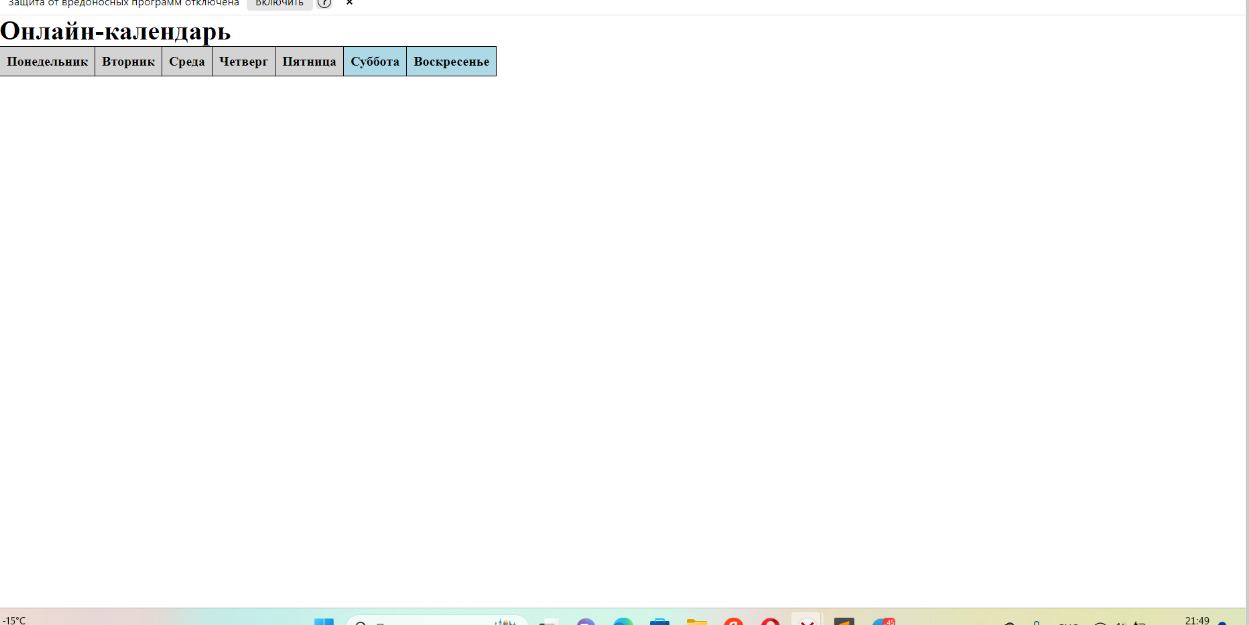 Защита от вредоносных программ отключена Включить ? ×
Онлайн-календарь
Понедельник Вторник Среда Четверг Пятница Суббота Воскресенье
-15°C
21:49